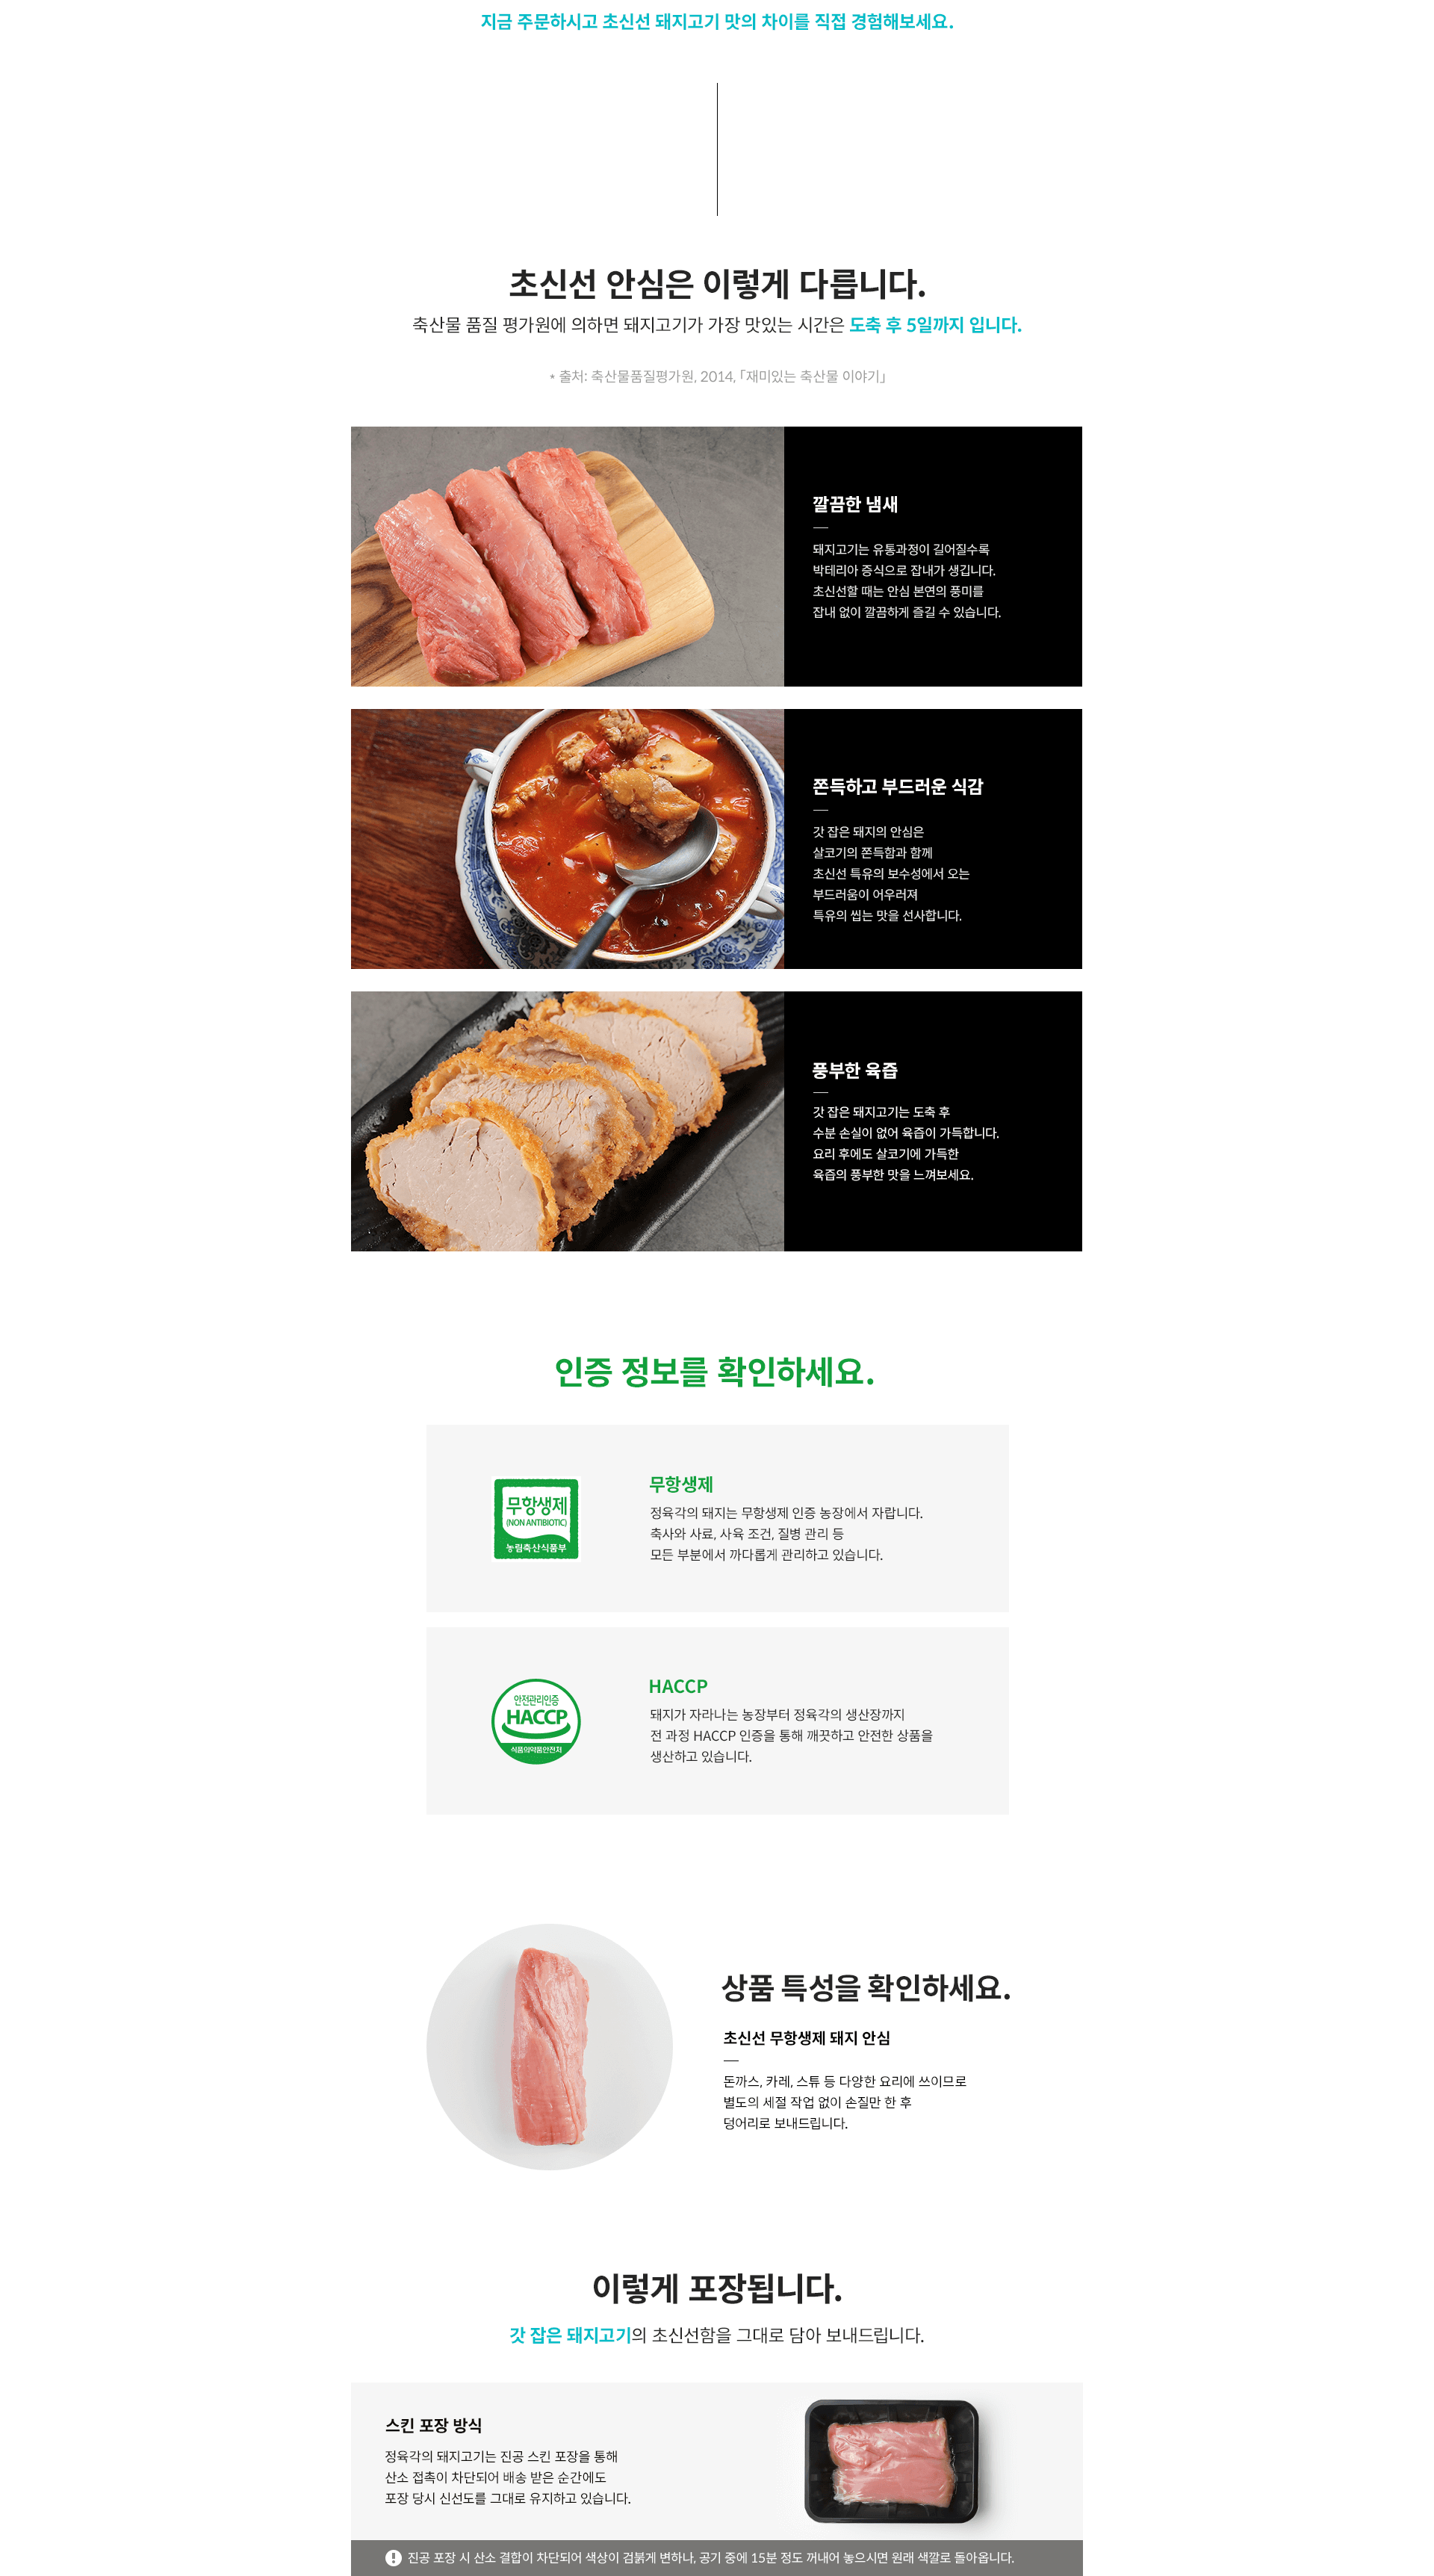 지금 주문하시고 초신선 돼지고기 맛의 차이를 직접 경험해보세요.
초신선 안심은 이렇게 다릅니다.
축산물 품질 평가원에 의하면 돼지고기가 가장 맛있는 시간은 도축 후 5일까지 입니다.
* 출처: 축산물품질평가원, 2014, 「재미있는 축산물 이야기」
깔끔한 냄새
돼지고기는 유통과정이 길어질수록
박테리아 증식으로 잡내가 생깁니다.
초신선할 때는 안심 본연의 풍미를
잡내 없이 깔끔하게 즐길 수 있습니다.
쫀득하고 부드러운 식감
갓 잡은 돼지의 안심은
살코기의 쫀득함과 함께
초신선 특유의 보수성에서 오는
부드러움이 어우러져
특유의 씹는 맛을 선사합니다.
풍부한 육즙
갓 잡은 돼지고기는 도축 후
수분 손실이 없어 육즙이 가득합니다.
요리 후에도 살코기에 가득한
육즙의 풍부한 맛을 느껴보세요.
인증 정보를 확인하세요.
무항생제
(NON ANTIBIOTIC)
농림축산식품부
무항생제
정육각의 돼지는 무항생제 인증 농장에서 자랍니다.
축사와 사료, 사육 조건, 질병 관리 등
모든 부분에서 까다롭게 관리하고 있습니다.
안전관리인증
HACCP
식품의약품안전처
HACCP
돼지가 자라나는 농장부터 정육각의 생산장까지
전 과정 HACCP 인증을 통해 깨끗하고 안전한 상품을
생산하고 있습니다.
상품 특성을 확인하세요.
초신선 무항생제 돼지 안심
돈까스, 카레, 스튜 등 다양한 요리에 쓰이므로
별도의 세절 작업 없이 손질만 한 후
덩어리로 보내드립니다.
이렇게 포장됩니다.
갓 잡은 돼지고기의 초신선함을 그대로 담아 보내드립니다.
스킨 포장 방식
정육각의 돼지고기는 진공 스킨 포장을 통해
산소 접촉이 차단되어 배송 받은 순간에도
포장 당시 신선도를 그대로 유지하고 있습니다.
진공 포장 시 산소 결합이 차단되어 색상이 검붉게 변하나, 공기 중에 15분 정도 꺼내어 놓으시면 원래 색깔로 돌아옵니다.